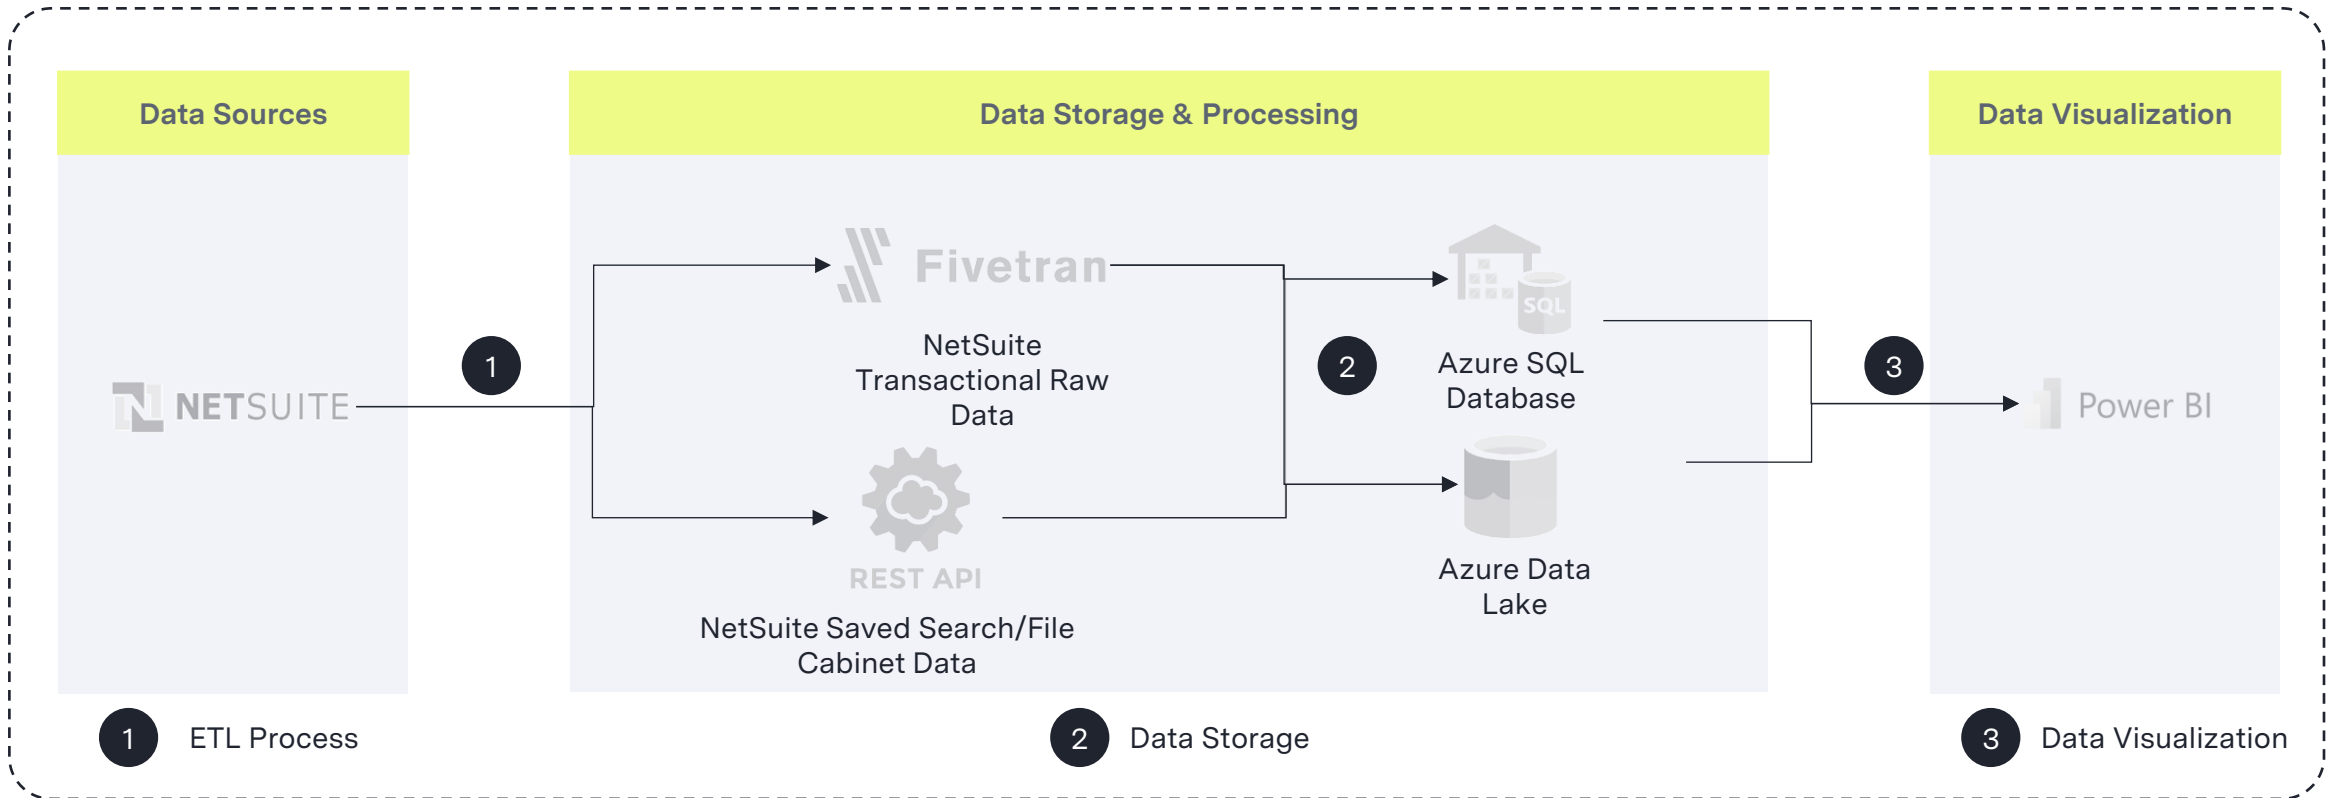 Data Sources
Data Storage & Processing
Data Visualization
NETSUITE
1
Fivetran
NetSuite
Transactional Raw
Data
REST API
NetSuite Saved Search/File
Cabinet Data
2
SQL
Azure SQL
Database
Azure Data
Lake
3
Power BI
1 ETL Process
2 Data Storage
3 Data Visualization